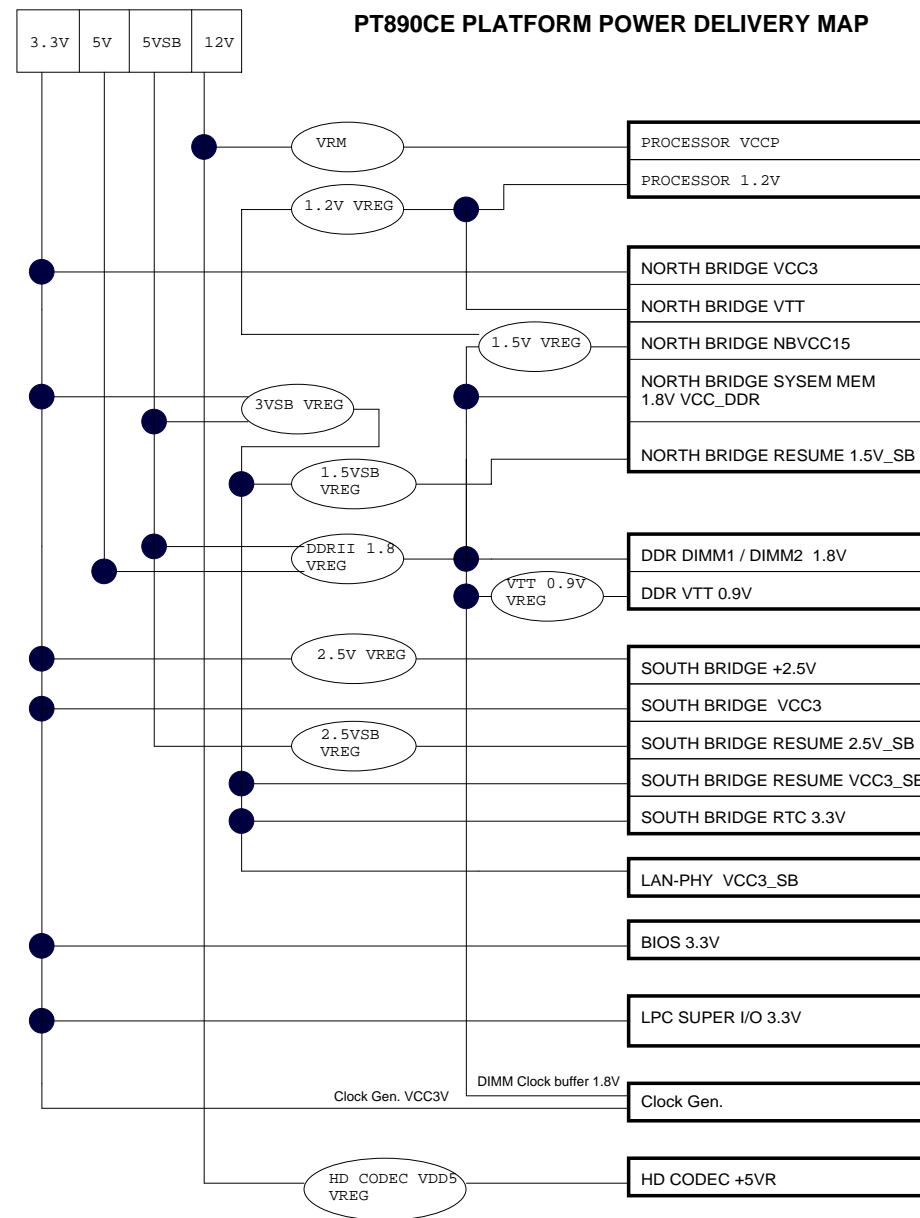 PT890CE PLATFORM POWER DELIVERY MAP
3.3V 5V 5VSB 12V
VRM
PROCESSOR VCCP
PROCESSOR 1.2V
1.2V VREG
NORTH BRIDGE VCC3
NORTH BRIDGE VTT
1.5V VREG
NORTH BRIDGE NBVCC15
NORTH BRIDGE SYSEM MEM
1.8V VCC_DDR
3VSB VREG
NORTH BRIDGE RESUME 1.5V_SB
1.5VSB
VREG
DDRII 1.8
VREG
DDR DIMM1 / DIMM2 1.8V
VTT 0.9V
VREG
DDR VTT 0.9V
2.5V VREG
SOUTH BRIDGE +2.5V
SOUTH BRIDGE VCC3
2.5VSB
VREG
SOUTH BRIDGE RESUME 2.5V_SB
SOUTH BRIDGE RESUME VCC3_SB
SOUTH BRIDGE RTC 3.3V
LAN-PHY VCC3_SB
BIOS 3.3V
LPC SUPER I/O 3.3V
DIMM Clock buffer 1.8V
Clock Gen. VCC3V
Clock Gen.
HD CODEC VDD5
VREG
HD CODEC +5VR